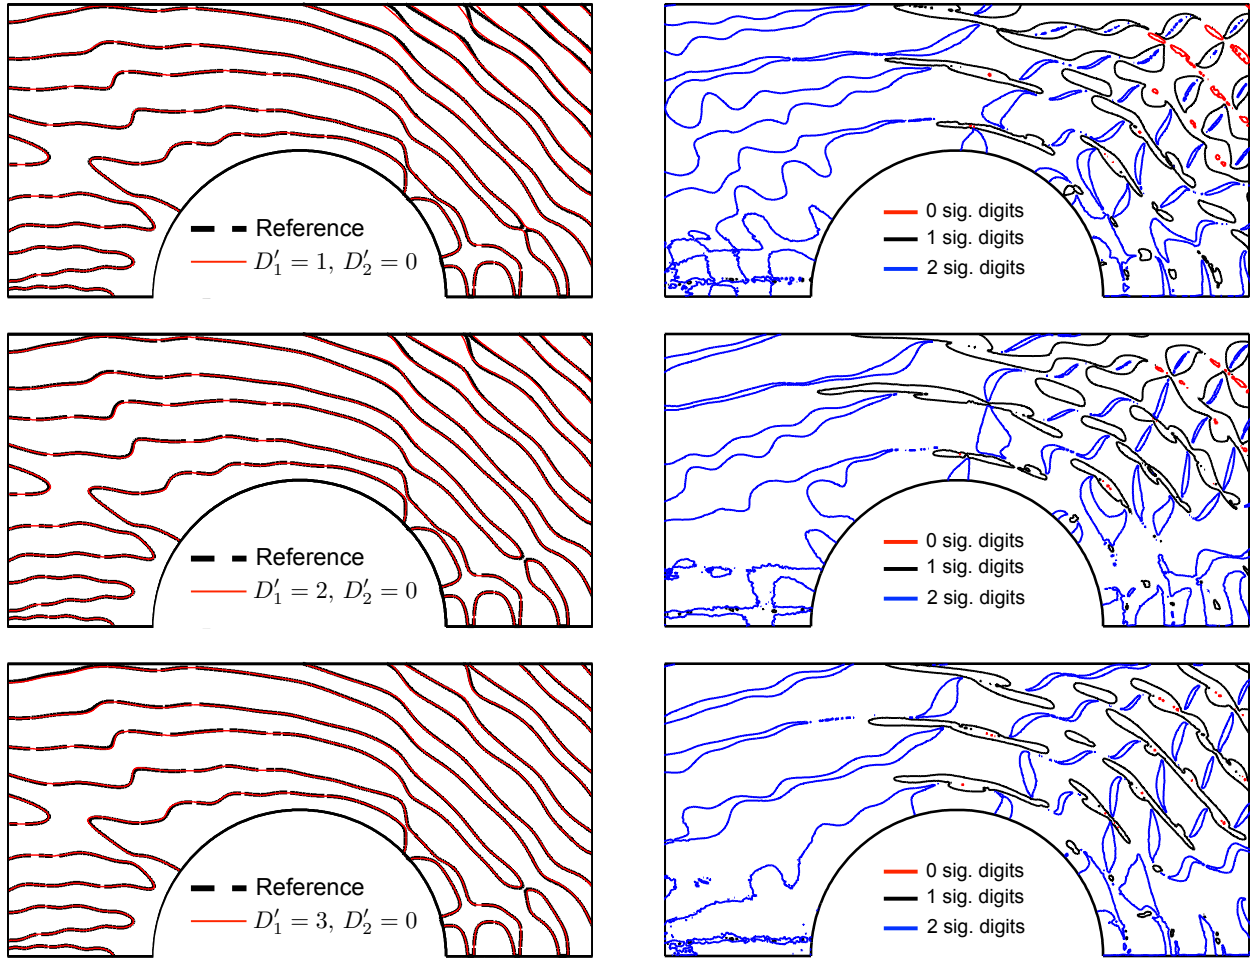 Reference
D′₁ = 1, D′₂ = 0
0 sig. digits
1 sig. digits
2 sig. digits
Reference
D′₁ = 2, D′₂ = 0
0 sig. digits
1 sig. digits
2 sig. digits
Reference
D′₁ = 3, D′₂ = 0
0 sig. digits
1 sig. digits
2 sig. digits